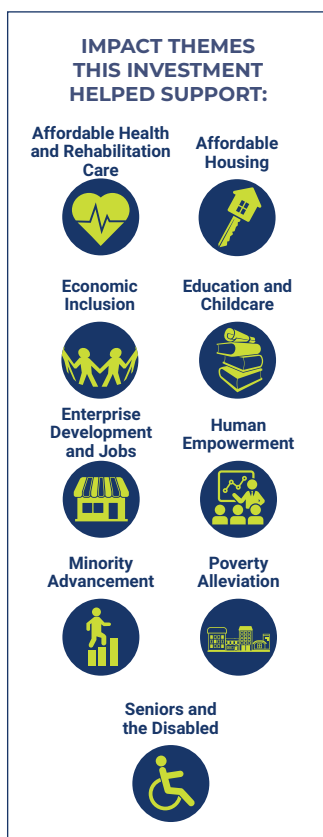 IMPACT THEMES
THIS INVESTMENT
HELPED SUPPORT:
Affordable Health
and Rehabilitation
Care
Affordable
Housing
Economic
Inclusion
Education and
Childcare
Enterprise
Development
and Jobs
Human
Empowerment
Minority
Advancement
Poverty
Alleviation
Seniors and
the Disabled